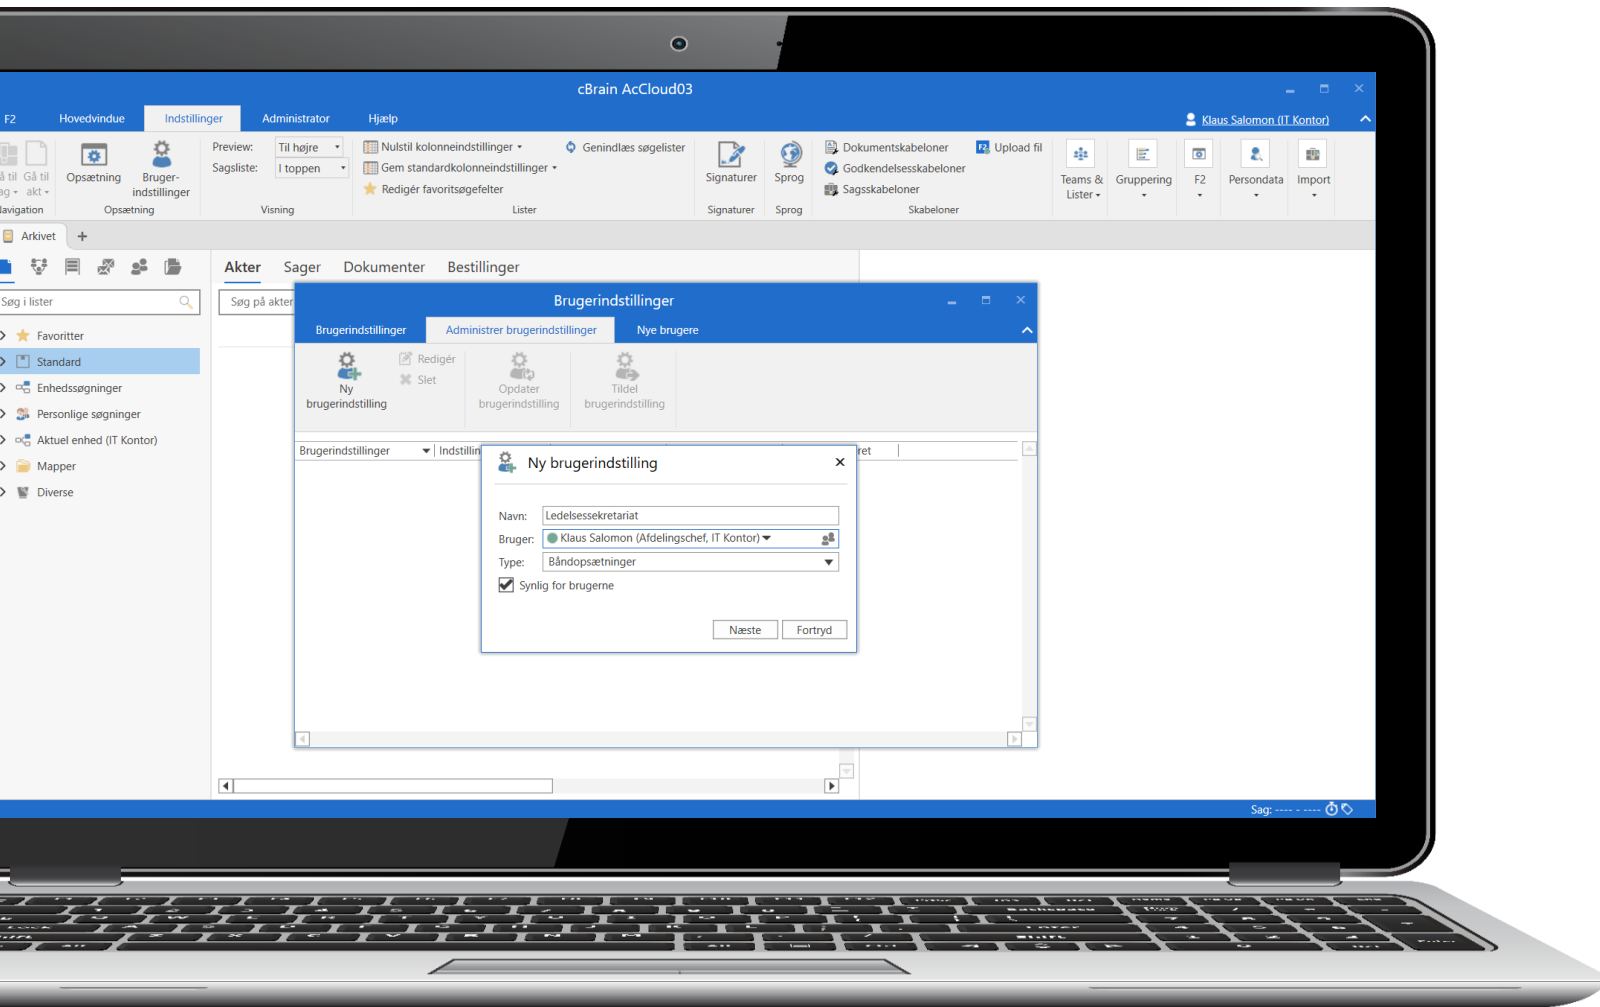 cBrain AcCloud03
F2 Hovedvindue Indstillinger Administrator Hjælp Klaus Salomon (IT Kontor)
Gå til
Opsætning
Bruger-
indstillinger
Opsætning
Preview: Til højre
Sagsliste: I toppen
Visning
Nulstil kolonneindstillinger
Gem standardkolonneindstillinger
Redigér favoritsøgefelter
Genindlæs søgelister
Lister
Signaturer
Signaturer
Sprog
Sprog
Dokumentskabeloner
Godkendelsesskabeloner
Sagsskabeloner
Upload fil
Skabeloner
Teams &
Lister
Gruppering
F2
Persondata
Import
Arkivet
Søg i lister
Favoritter
Standard
Enhedssøgninger
Personlige søgninger
Aktuel enhed (IT Kontor)
Mapper
Diverse
Akter Sager Dokumenter Bestillinger
Søg på akter
Brugerindstillinger
Brugerindstillinger Administrer brugerindstillinger Nye brugere
Ny
brugerindstilling
Redigér
Slet
Opdater
brugerindstilling
Tildel
brugerindstilling
Brugerindstillinger
Ny brugerindstilling
Navn: Ledelsessekretariat
Bruger: Klaus Salomon (Afdelingschef, IT Kontor)
Type: Båndopsætninger
Synlig for brugerne
Næste Fortryd
Sag: ---- - ----